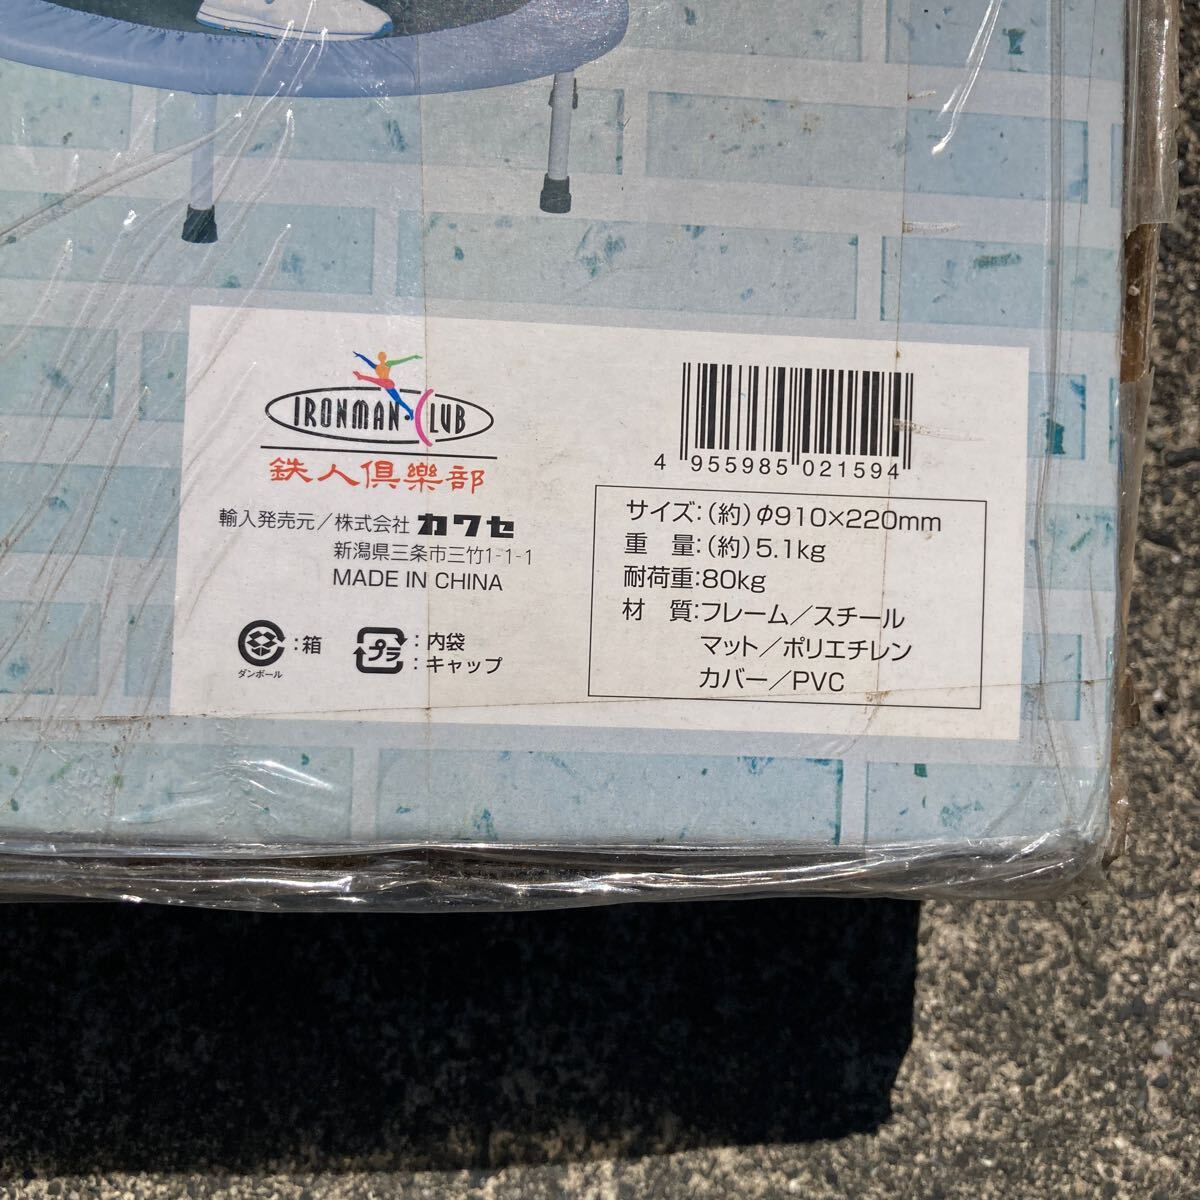 IRONMAN CLUB
鉄人倶樂部
輸入発売元／株式会社 カワセ
新潟県三条市三竹1-1-1
MADE IN CHINA
ダンボール
:箱
プラ
:内袋
:キャップ
4 955985 021594
サイズ:(約)Φ910×220mm
重 量:(約)5.1kg
耐荷重:80kg
材 質:フレーム／スチール
マット／ポリエチレン
カバー／PVC